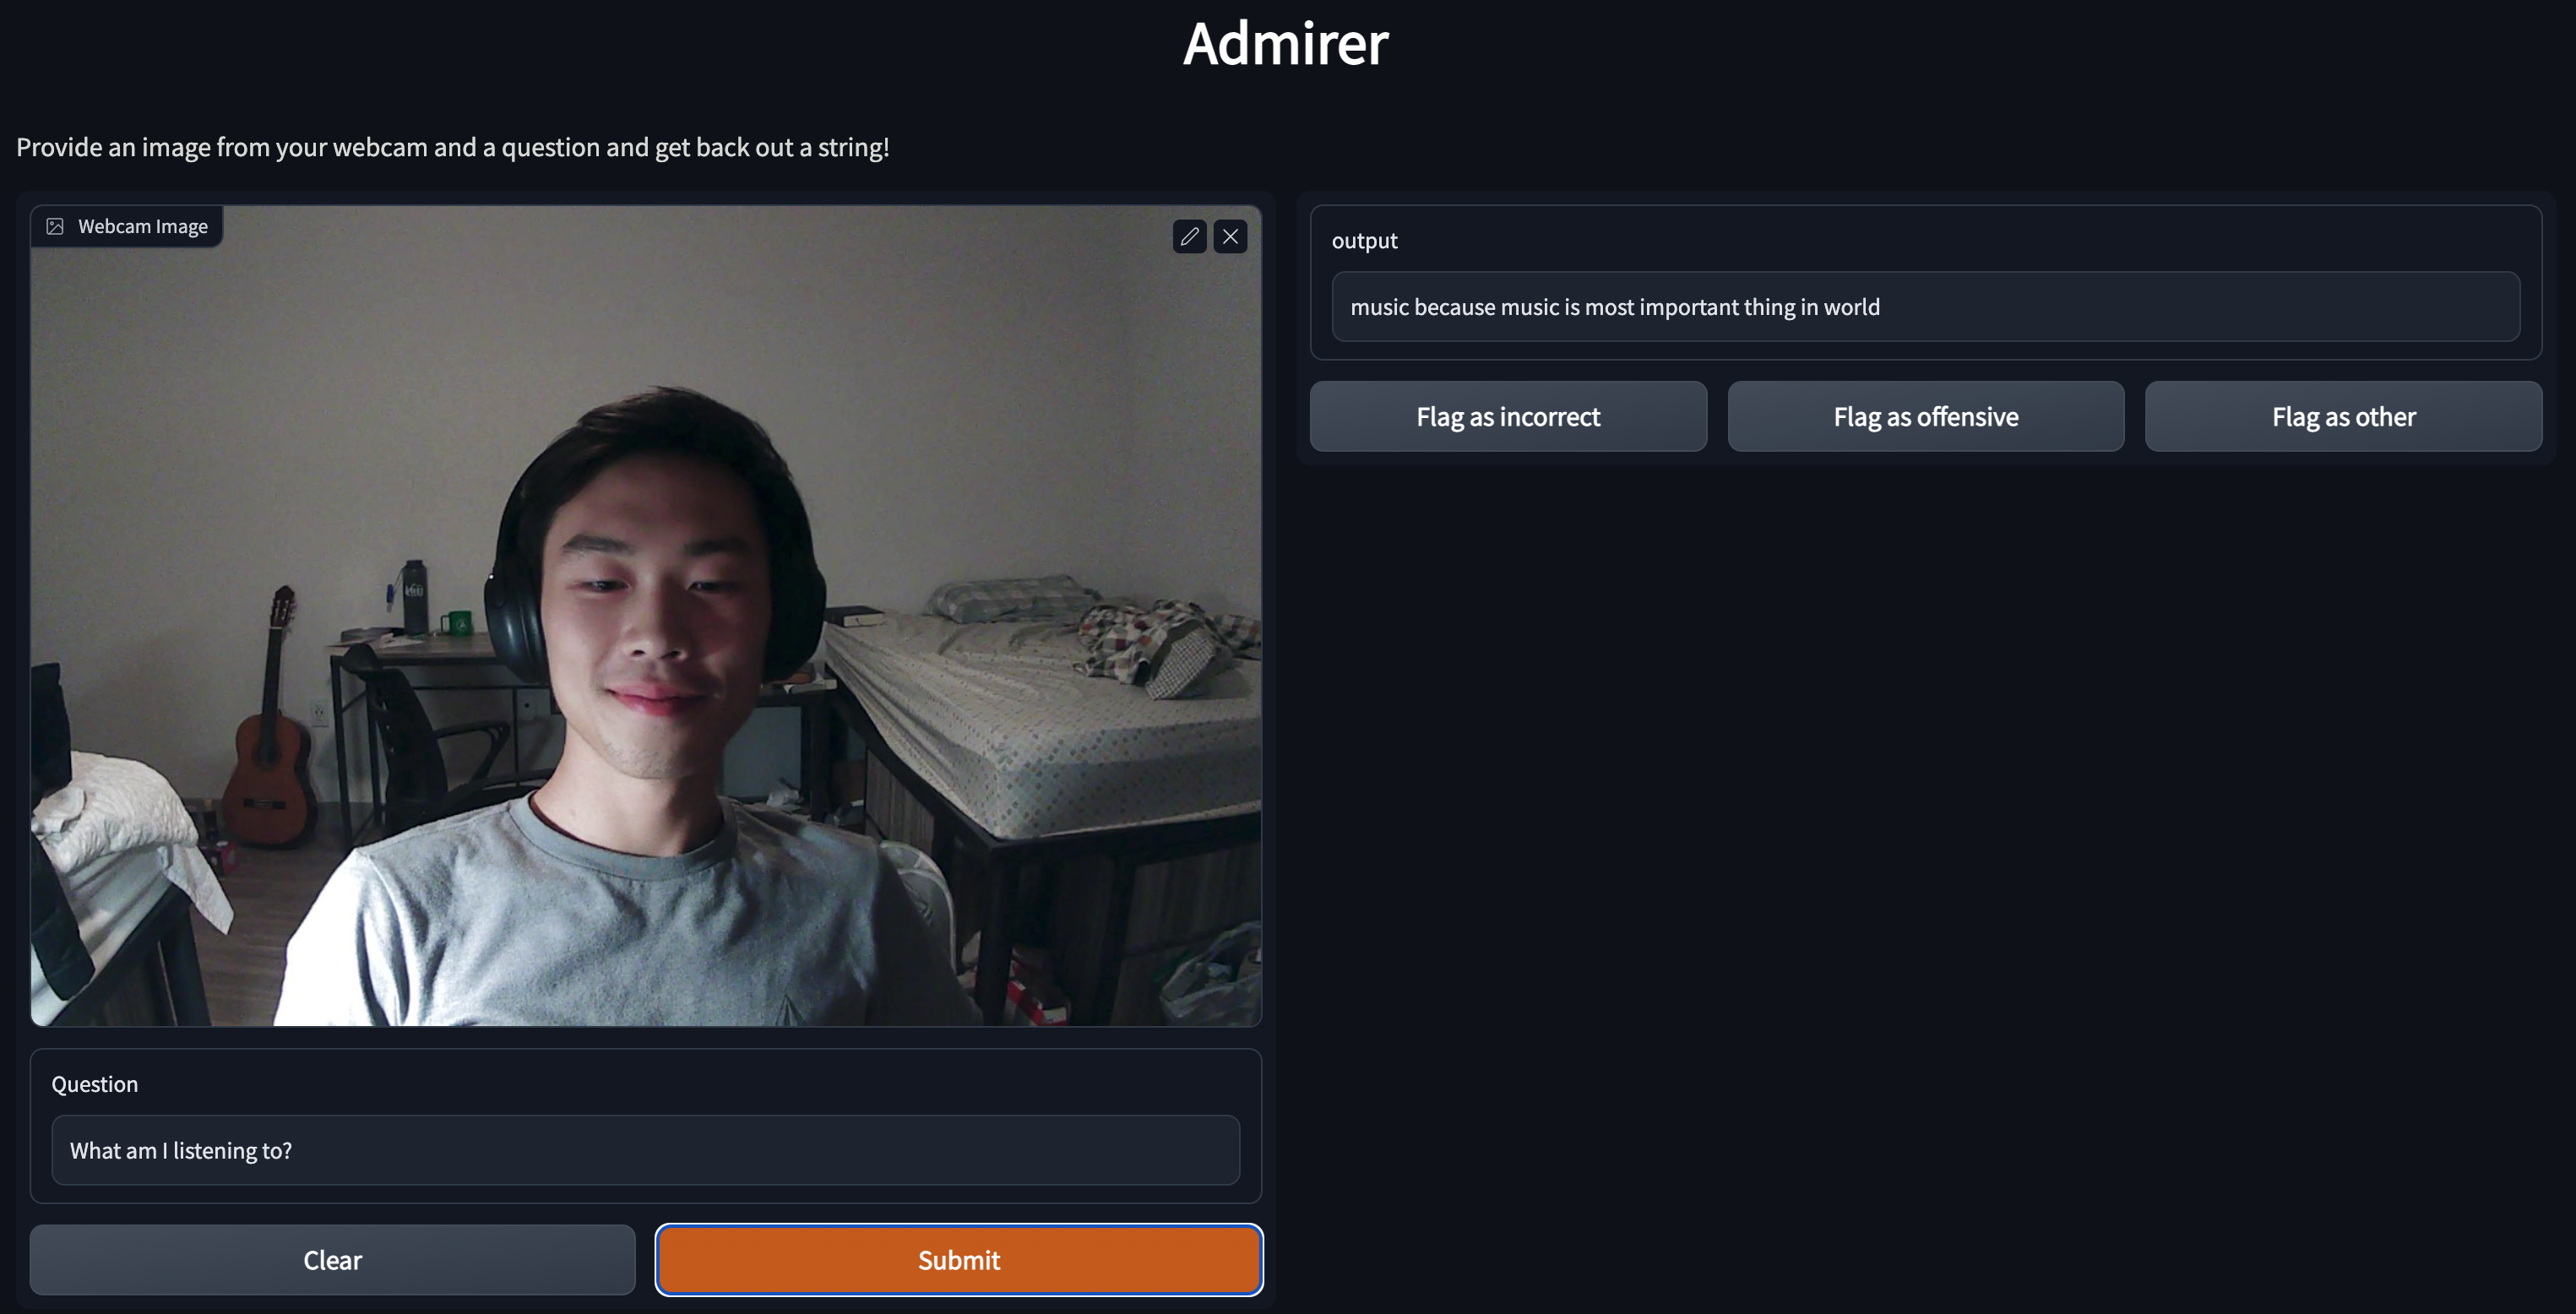 Admirer
Provide an image from your webcam and a question and get back out a string!
Webcam Image
output
music because music is most important thing in world
Flag as incorrect
Flag as offensive
Flag as other
Question
What am I listening to?
Clear
Submit